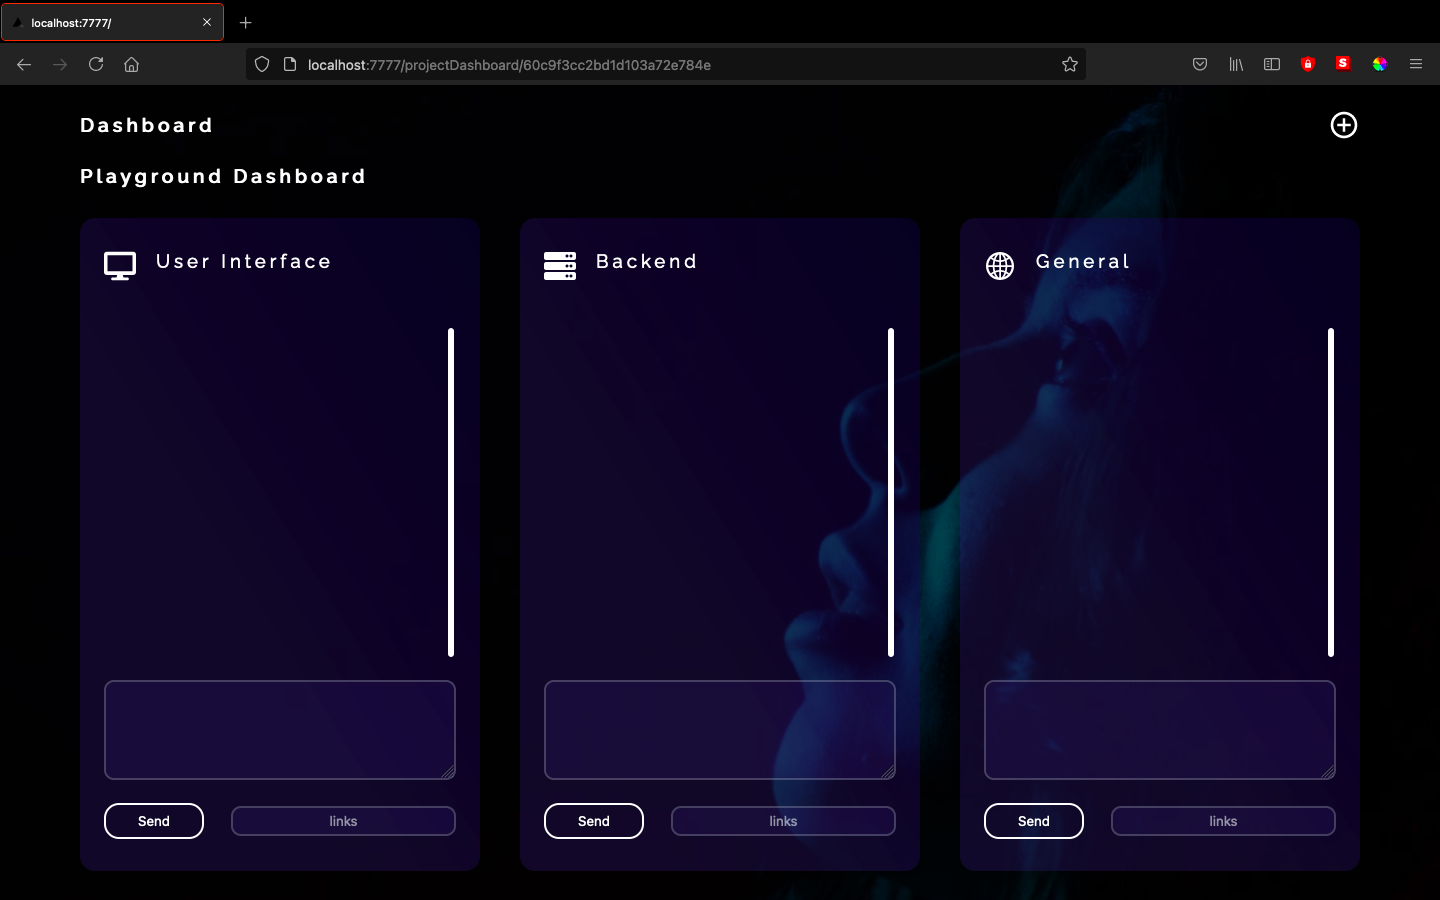 localhost:7777/
localhost:7777/projectDashboard/60c9f3cc2bd1d103a72e784e
S
Dashboard
Playground Dashboard
User Interface
Backend
General
Send
links
Send
links
Send
links